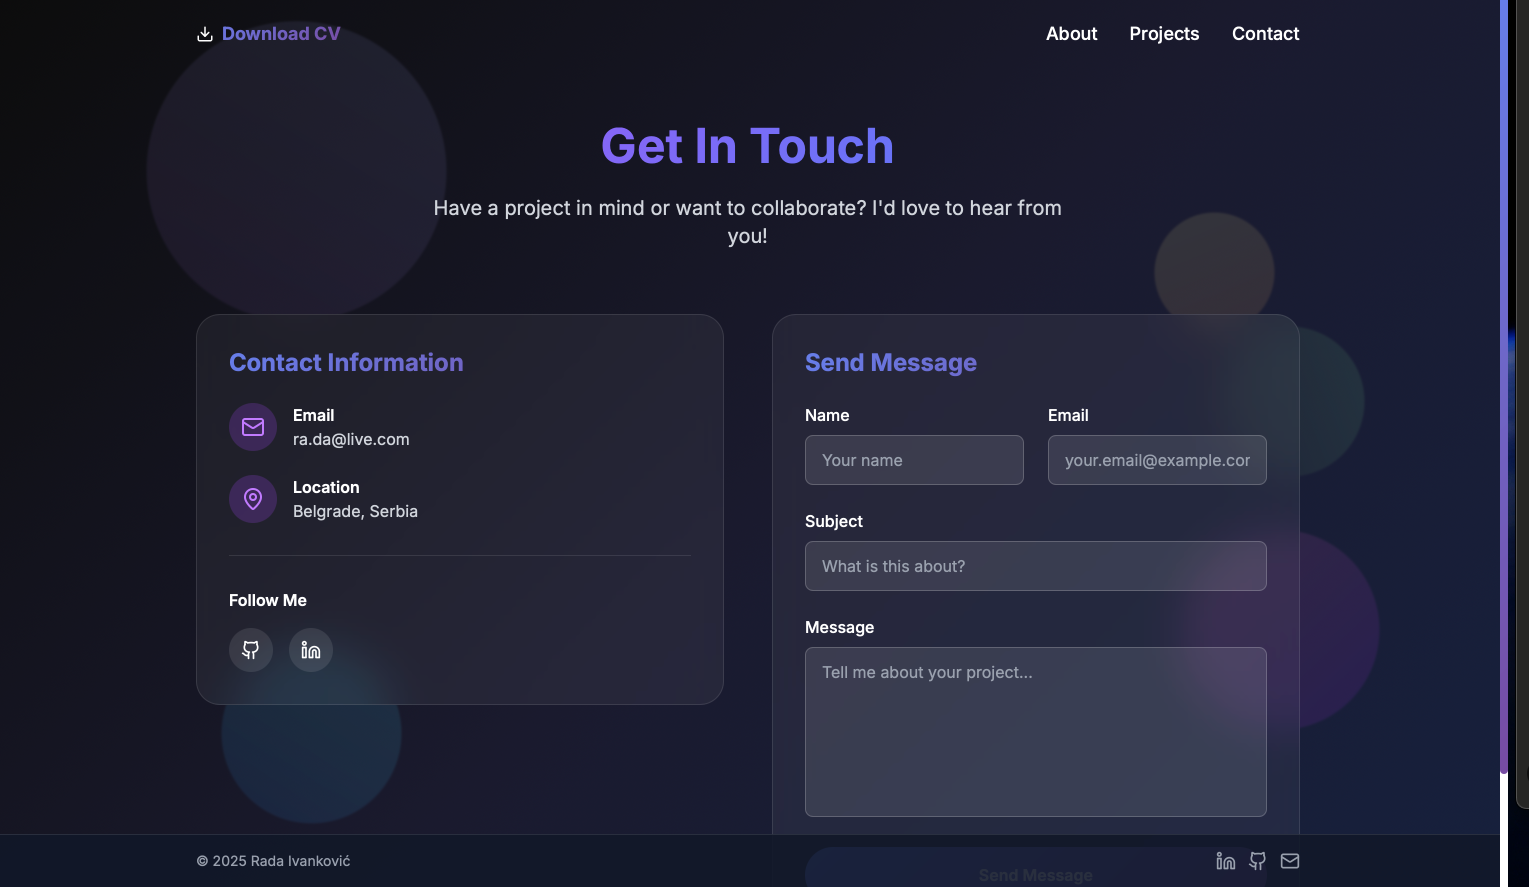 Download CV
About
Projects
Contact
Get In Touch
Have a project in mind or want to collaborate? I'd love to hear from
you!
Contact Information
Email
ra.da@live.com
Location
Belgrade, Serbia
Follow Me
Send Message
Name
Email
Your name
your.email@example.cor
Subject
What is this about?
Message
Tell me about your project...
Send Message
© 2025 Rada Ivanković